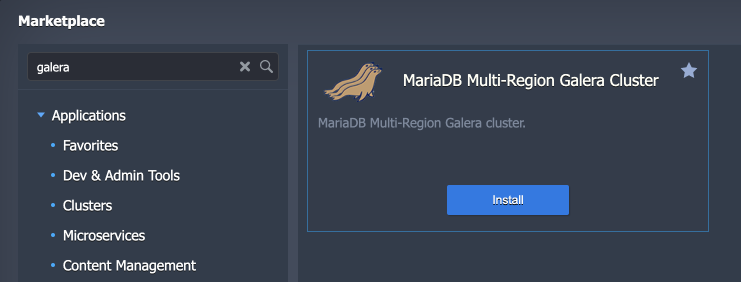 Marketplace
galera
Applications
Favorites
Dev & Admin Tools
Clusters
Microservices
Content Management
MariaDB Multi-Region Galera Cluster
MariaDB Multi-Region Galera cluster.
Install